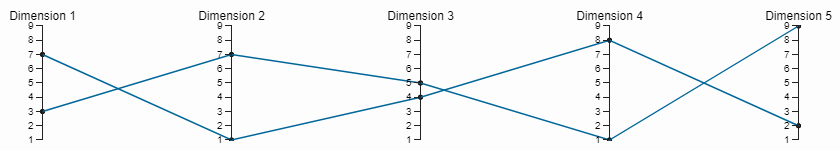 Dimension 1 Dimension 2 Dimension 3 Dimension 4 Dimension 5
9 9 9 9 9
8 8 8 8 8
7 7 7 7 7
6 6 6 6 6
5 5 5 5 5
4 4 4 4 4
3 3 3 3 3
2 2 2 2 2
1 1 1 1 1